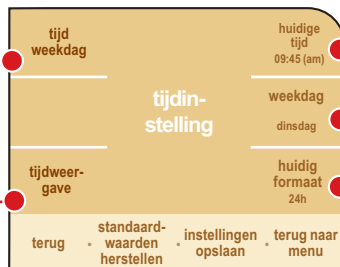 tijd
weekdag
huidige
tijd
09:45 (am)
tijdin-
stelling
weekdag
dinsdag
tijdweer-
gave
huidig
formaat
24h
terug
standaard-
waarden
herstellen
instellingen
opslaan
terug naar
menu